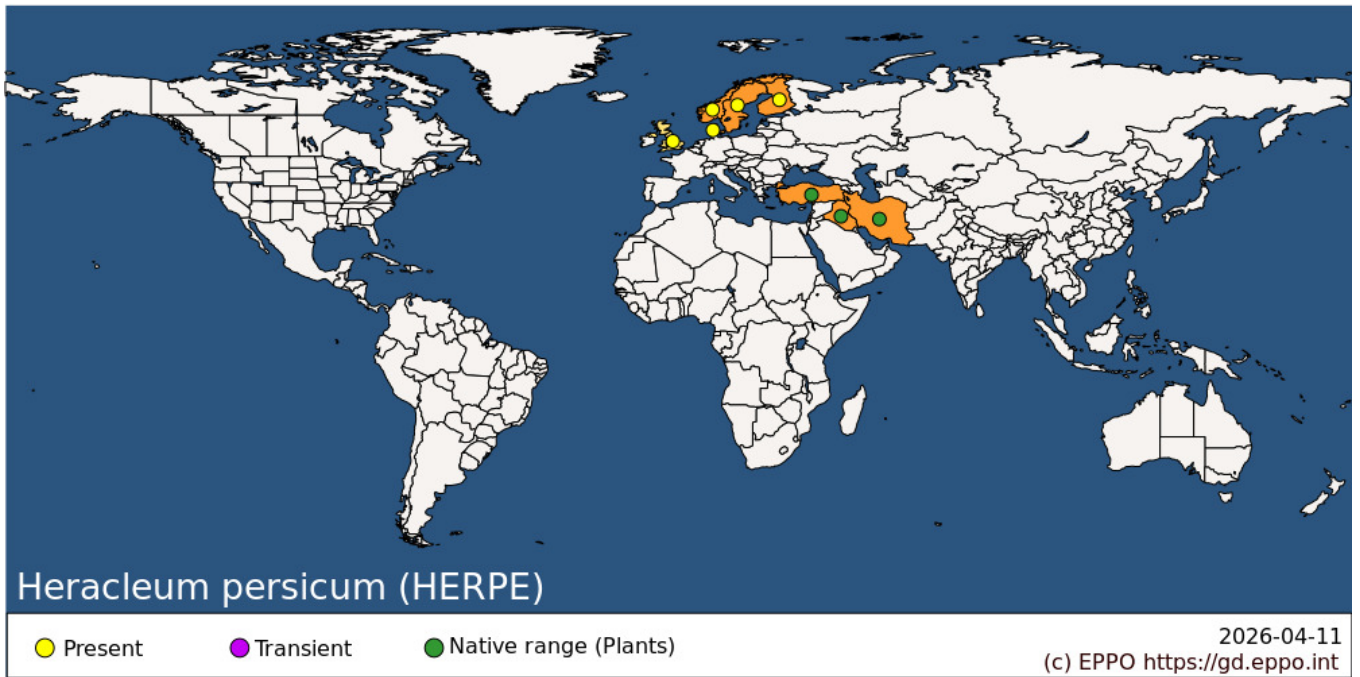 Heracleum persicum (HERPE)
Present
Transient
Native range (Plants)
2026-04-11
(c) EPPO https://gd.eppo.int